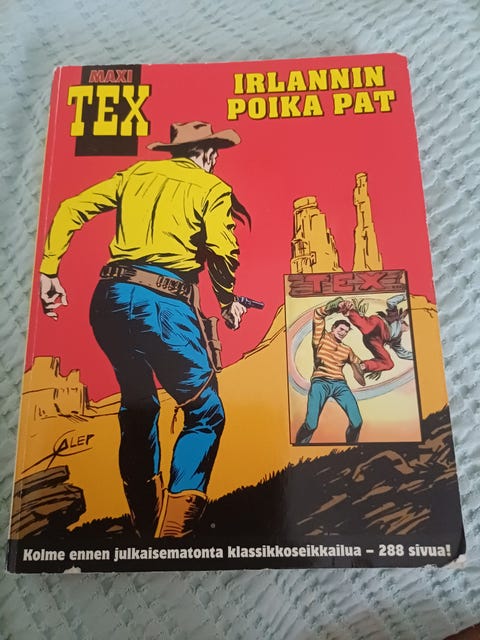 MAXI
TEX
IRLANNIN
POIKA PAT
TEX
Kolme ennen julkaisematonta klassikkoseikkailua – 288 sivua!